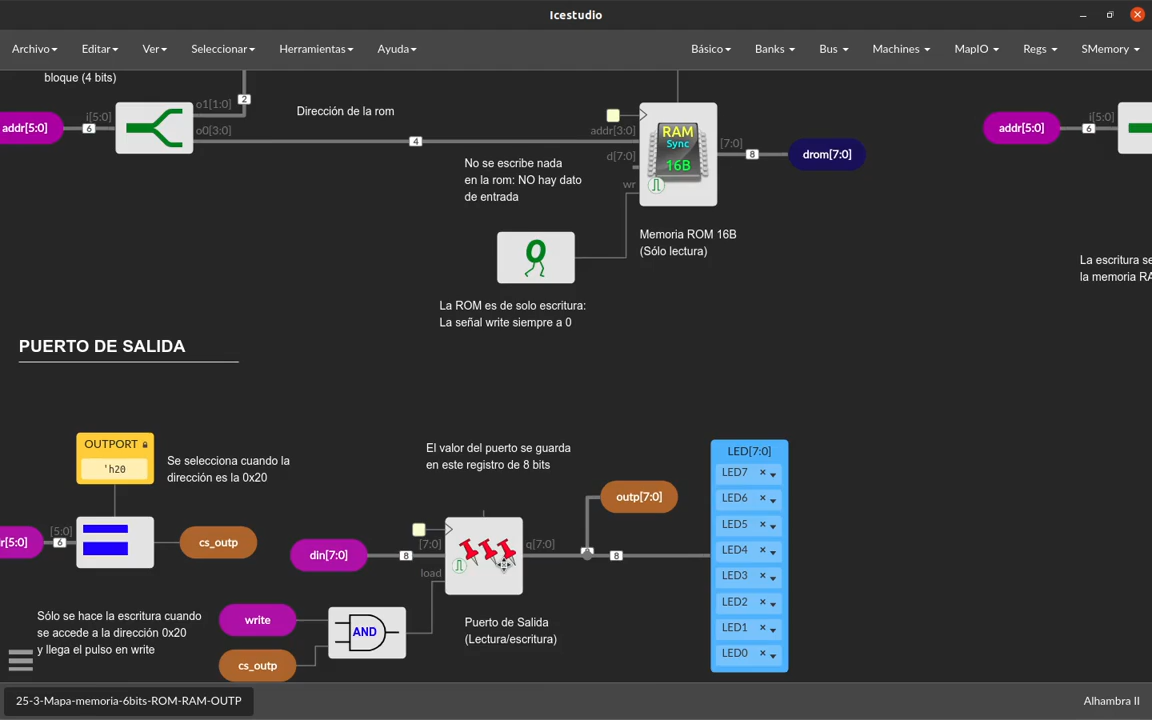 Icestudio
Archivo Editar Ver Seleccionar Herramientas Ayuda Básico Banks Bus Machines MapIO Regs SMemory
bloque (4 bits)
addr[5:0]
i[5:0]
6
o1[1:0]
2
o0[3:0]
Dirección de la rom
4
addr[3:0]
d[7:0]
wr
RAM
Sync
16B
[7:0]
8
drom[7:0]
addr[5:0]
i[5:0]
6
No se escribe nada
en la rom: NO hay dato
de entrada
0
Memoria ROM 16B
(Sólo lectura)
La escritura se
la memoria RA
La ROM es de solo escritura:
La señal write siempre a 0
PUERTO DE SALIDA
OUTPORT
'h20
Se selecciona cuando la
dirección es la 0x20
r[5:0]
6
[5:0]
cs_outp
El valor del puerto se guarda
en este registro de 8 bits
din[7:0]
8
[7:0]
load
q[7:0]
outp[7:0]
8
LED[7:0]
LED7
LED6
LED5
LED4
LED3
LED2
LED1
LED0
Sólo se hace la escritura cuando
se accede a la dirección 0x20
y llega el pulso en write
write
cs_outp
AND
Puerto de Salida
(Lectura/escritura)
25-3-Mapa-memoria-6bits-ROM-RAM-OUTP
Alhambra II